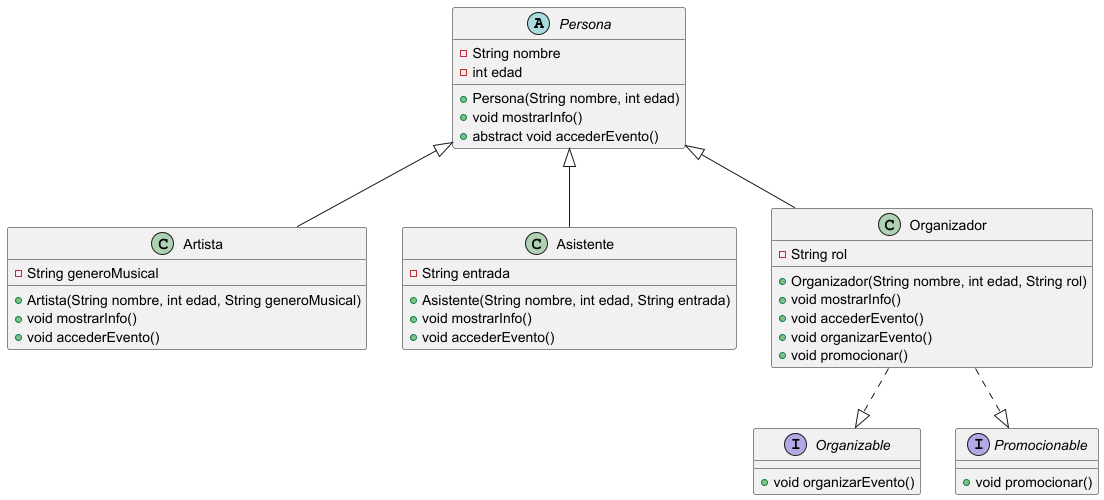 A Persona
String nombre
int edad
Persona(String nombre, int edad)
void mostrarInfo()
abstract void accederEvento()
C Artista
String generoMusical
Artista(String nombre, int edad, String generoMusical)
void mostrarInfo()
void accederEvento()
C Asistente
String entrada
Asistente(String nombre, int edad, String entrada)
void mostrarInfo()
void accederEvento()
C Organizador
String rol
Organizador(String nombre, int edad, String rol)
void mostrarInfo()
void accederEvento()
void organizarEvento()
void promocionar()
I Organizable
void organizarEvento()
I Promocionable
void promocionar()